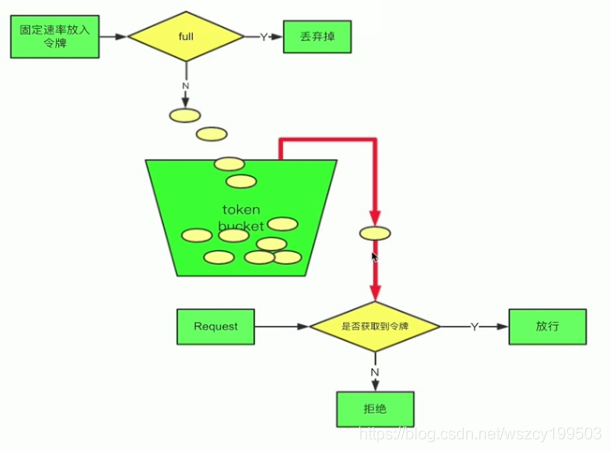 固定速率放入
令牌
full
Y
丢弃掉
N
token
bucket
Request
是否获取到令牌
Y
放行
N
拒绝
https://blog.csdn.net/wszcy199503